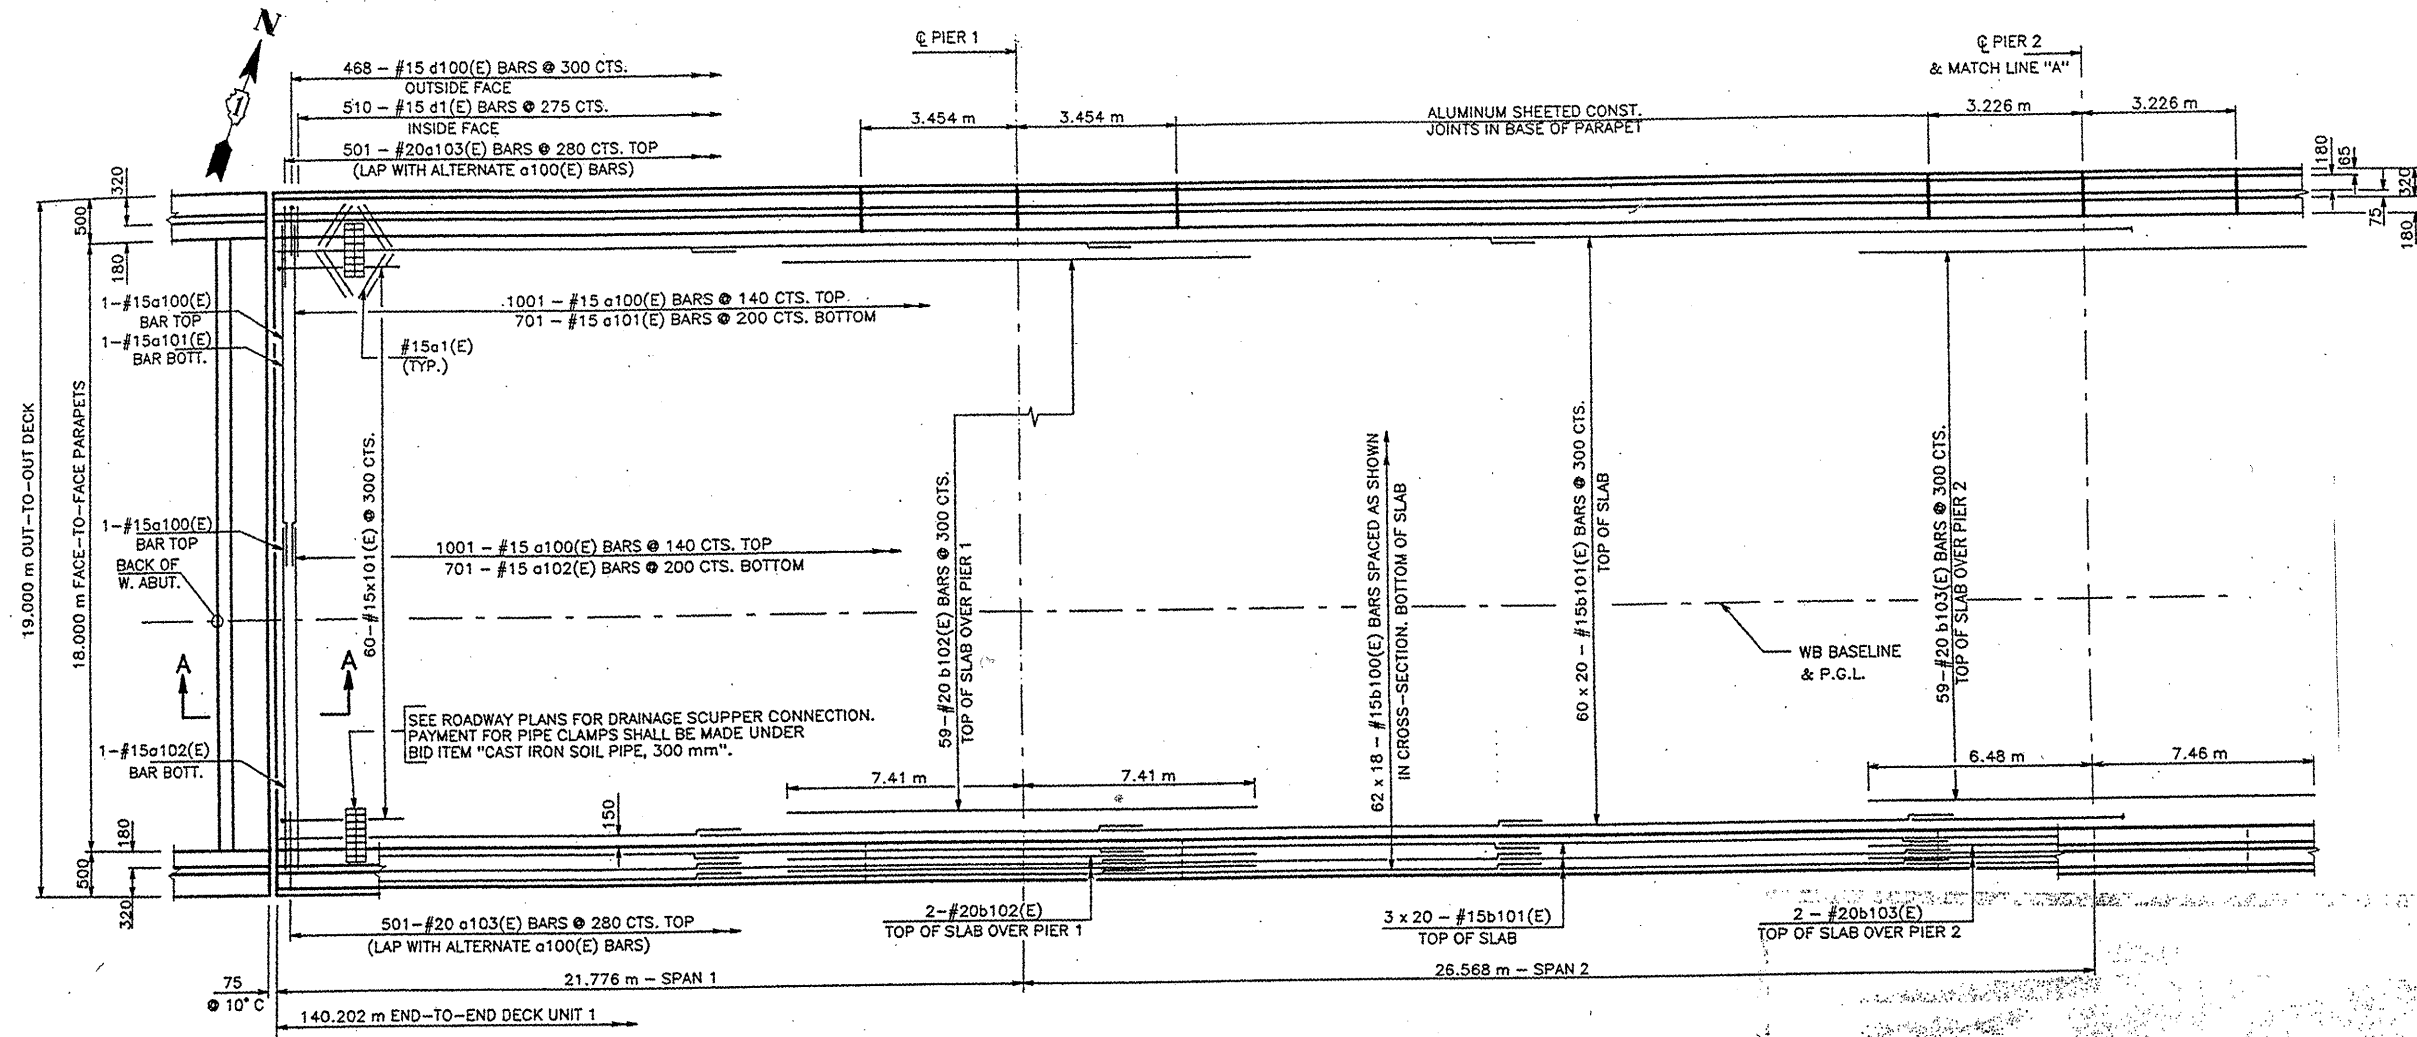 N
1
468 – #15 d100(E) BARS @ 300 CTS.
OUTSIDE FACE
510 – #15 d1(E) BARS @ 275 CTS.
INSIDE FACE
501 – #20a103(E) BARS @ 280 CTS. TOP
(LAP WITH ALTERNATE a100(E) BARS)
℄ PIER 1
℄ PIER 2
& MATCH LINE "A"
3.454 m
3.454 m
ALUMINUM SHEETED CONST.
JOINTS IN BASE OF PARAPET
3.226 m
3.226 m
180
65
320
75
180
320
500
180
19.000 m OUT–TO–OUT DECK
18.000 m FACE–TO–FACE PARAPETS
1–#15a100(E)
BAR TOP
1–#15a101(E)
BAR BOTT.
1001 – #15 a100(E) BARS @ 140 CTS. TOP
701 – #15 a101(E) BARS @ 200 CTS. BOTTOM
#15a1(E)
(TYP.)
60–#15x101(E) @ 300 CTS.
1–#15a100(E)
BAR TOP
BACK OF
W. ABUT.
1001 – #15 a100(E) BARS @ 140 CTS. TOP
701 – #15 a102(E) BARS @ 200 CTS. BOTTOM
59–#20 b102(E) BARS @ 300 CTS.
TOP OF SLAB OVER PIER 1
62 x 18 – #15b100(E) BARS SPACED AS SHOWN
IN CROSS–SECTION. BOTTOM OF SLAB
60 x 20 – #15b101(E) BARS @ 300 CTS.
TOP OF SLAB
59–#20 b103(E) BARS @ 300 CTS.
TOP OF SLAB OVER PIER 2
WB BASELINE
& P.G.L.
A
A
SEE ROADWAY PLANS FOR DRAINAGE SCUPPER CONNECTION.
PAYMENT FOR PIPE CLAMPS SHALL BE MADE UNDER
BID ITEM "CAST IRON SOIL PIPE, 300 mm".
1–#15a102(E)
BAR BOTT.
7.41 m
7.41 m
6.48 m
7.46 m
150
180
500
320
501–#20 a103(E) BARS @ 280 CTS. TOP
(LAP WITH ALTERNATE a100(E) BARS)
2–#20b102(E)
TOP OF SLAB OVER PIER 1
3 x 20 – #15b101(E)
TOP OF SLAB
2 – #20b103(E)
TOP OF SLAB OVER PIER 2
75
@ 10° C
21.776 m – SPAN 1
26.568 m – SPAN 2
140.202 m END–TO–END DECK UNIT 1